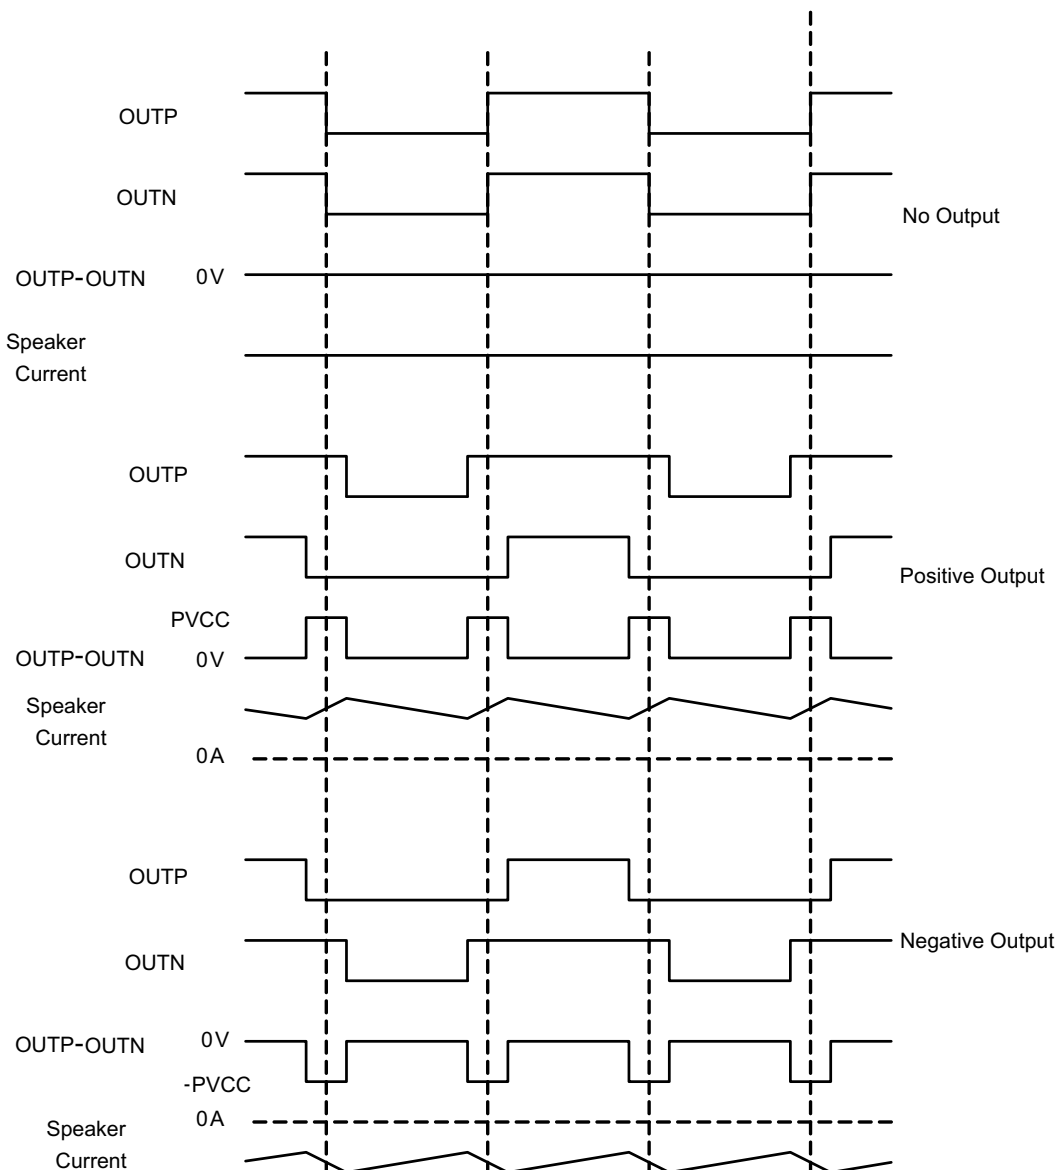 OUTP
OUTN
No Output
OUTP-OUTN 0V
Speaker
Current
OUTP
OUTN
Positive Output
PVCC
OUTP-OUTN 0V
Speaker
Current
0A
OUTP
Negative Output
OUTN
OUTP-OUTN 0V
-PVCC
0A
Speaker
Current